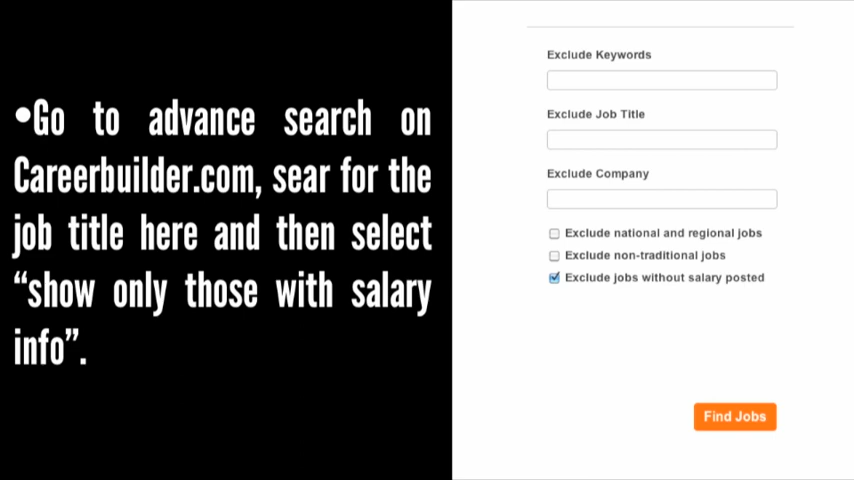 •Go to advance search on
Careerbuilder.com, sear for the
job title here and then select
“show only those with salary
info”.
Exclude Keywords
Exclude Job Title
Exclude Company
Exclude national and regional jobs
Exclude non-traditional jobs
Exclude jobs without salary posted
Find Jobs